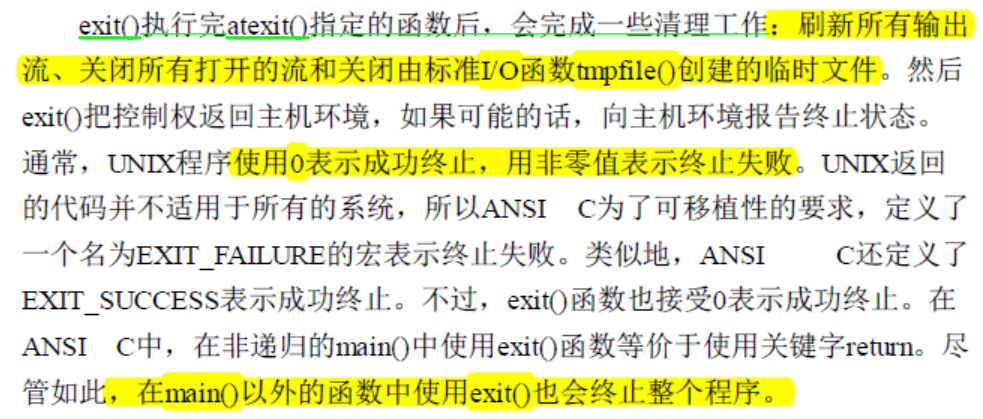 exit()执行完atexit()指定的函数后，会完成一些清理工作：刷新所有输出
流、关闭所有打开的流和关闭由标准I/O函数tmpfile()创建的临时文件。然后
exit()把控制权返回主机环境，如果可能的话，向主机环境报告终止状态。
通常，UNIX程序使用0表示成功终止，用非零值表示终止失败。UNIX返回
的代码并不适用于所有的系统，所以ANSI C为了可移植性的要求，定义了
一个名为EXIT_FAILURE的宏表示终止失败。类似地，ANSI C还定义了
EXIT_SUCCESS表示成功终止。不过，exit()函数也接受0表示成功终止。在
ANSI C中，在非递归的main()中使用exit()函数等价于使用关键字return。尽
管如此，在main()以外的函数中使用exit()也会终止整个程序。